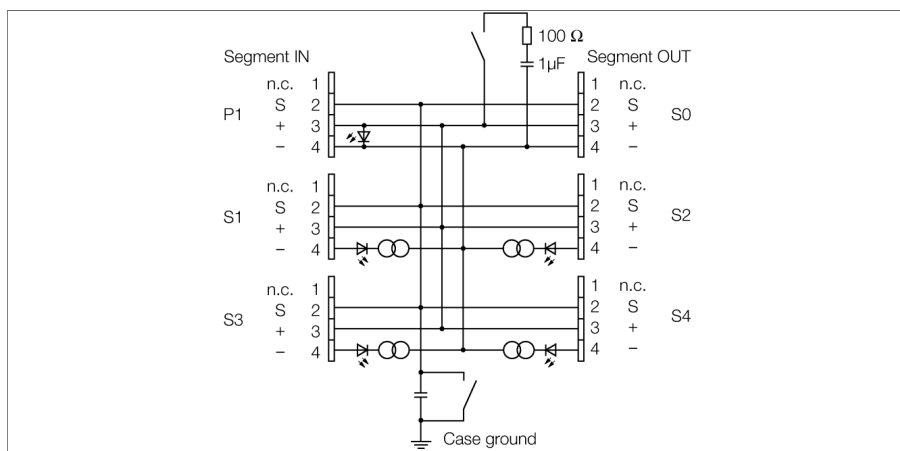 100 Ω
1µF
Segment IN
Segment OUT
P1
n.c. 1
S 2
+ 3
– 4
1 n.c.
2 S
3 +
4 –
S0
S1
n.c. 1
S 2
+ 3
– 4
1 n.c.
2 S
3 +
4 –
S2
S3
n.c. 1
S 2
+ 3
– 4
1 n.c.
2 S
3 +
4 –
S4
Case ground